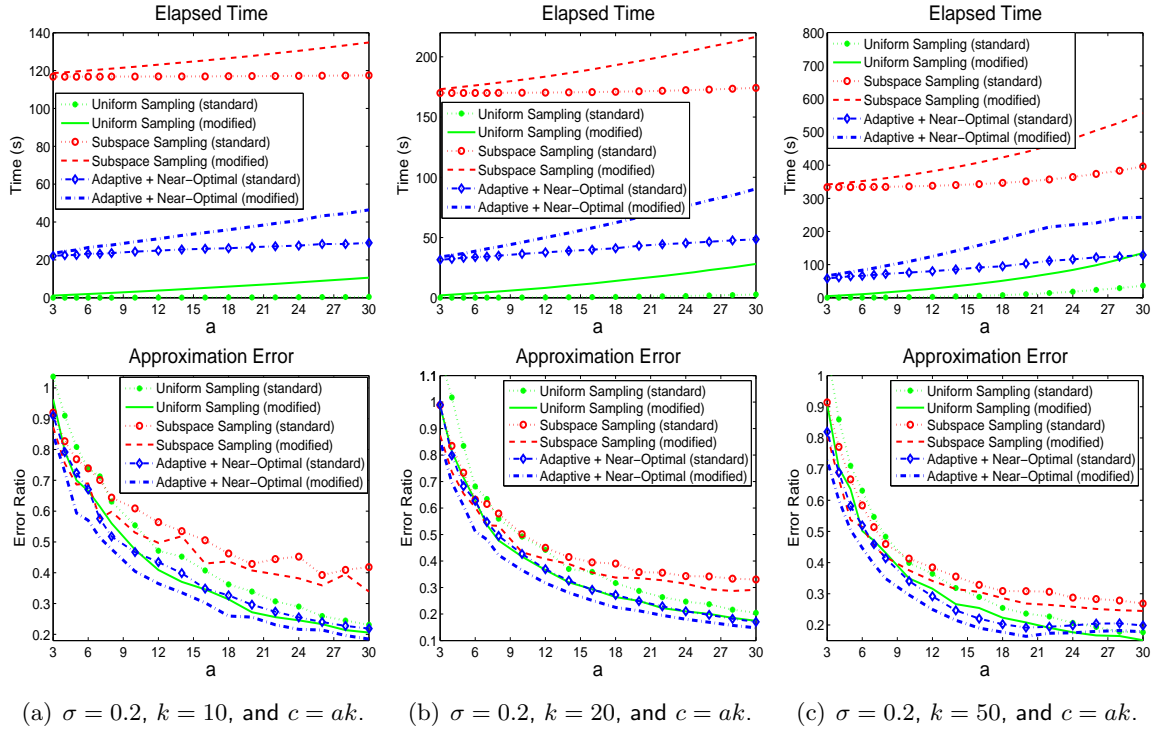 Elapsed Time
140
120
100
80
60
40
20
0
Time (s)
Uniform Sampling (standard)
Uniform Sampling (modified)
Subspace Sampling (standard)
Subspace Sampling (modified)
Adaptive + Near−Optimal (standard)
Adaptive + Near−Optimal (modified)
3 6 9 12 15 18 21 24 27 30
a
Elapsed Time
200
150
100
50
0
Time (s)
Uniform Sampling (standard)
Uniform Sampling (modified)
Subspace Sampling (standard)
Subspace Sampling (modified)
Adaptive + Near−Optimal (standard)
Adaptive + Near−Optimal (modified)
3 6 9 12 15 18 21 24 27 30
a
Elapsed Time
800
700
600
500
400
300
200
100
0
Time (s)
Uniform Sampling (standard)
Uniform Sampling (modified)
Subspace Sampling (standard)
Subspace Sampling (modified)
Adaptive + Near−Optimal (standard)
Adaptive + Near−Optimal (modified)
3 6 9 12 15 18 21 24 27 30
a
Approximation Error
1
0.9
0.8
0.7
0.6
0.5
0.4
0.3
0.2
Error Ratio
Uniform Sampling (standard)
Uniform Sampling (modified)
Subspace Sampling (standard)
Subspace Sampling (modified)
Adaptive + Near−Optimal (standard)
Adaptive + Near−Optimal (modified)
3 6 9 12 15 18 21 24 27 30
a
Approximation Error
1.1
1
0.9
0.8
0.7
0.6
0.5
0.4
0.3
0.2
0.1
Error Ratio
Uniform Sampling (standard)
Uniform Sampling (modified)
Subspace Sampling (standard)
Subspace Sampling (modified)
Adaptive + Near−Optimal (standard)
Adaptive + Near−Optimal (modified)
3 6 9 12 15 18 21 24 27 30
a
Approximation Error
1
0.9
0.8
0.7
0.6
0.5
0.4
0.3
0.2
Error Ratio
Uniform Sampling (standard)
Uniform Sampling (modified)
Subspace Sampling (standard)
Subspace Sampling (modified)
Adaptive + Near−Optimal (standard)
Adaptive + Near−Optimal (modified)
3 6 9 12 15 18 21 24 27 30
a
(a) σ = 0.2, k = 10, and c = ak.
(b) σ = 0.2, k = 20, and c = ak.
(c) σ = 0.2, k = 50, and c = ak.